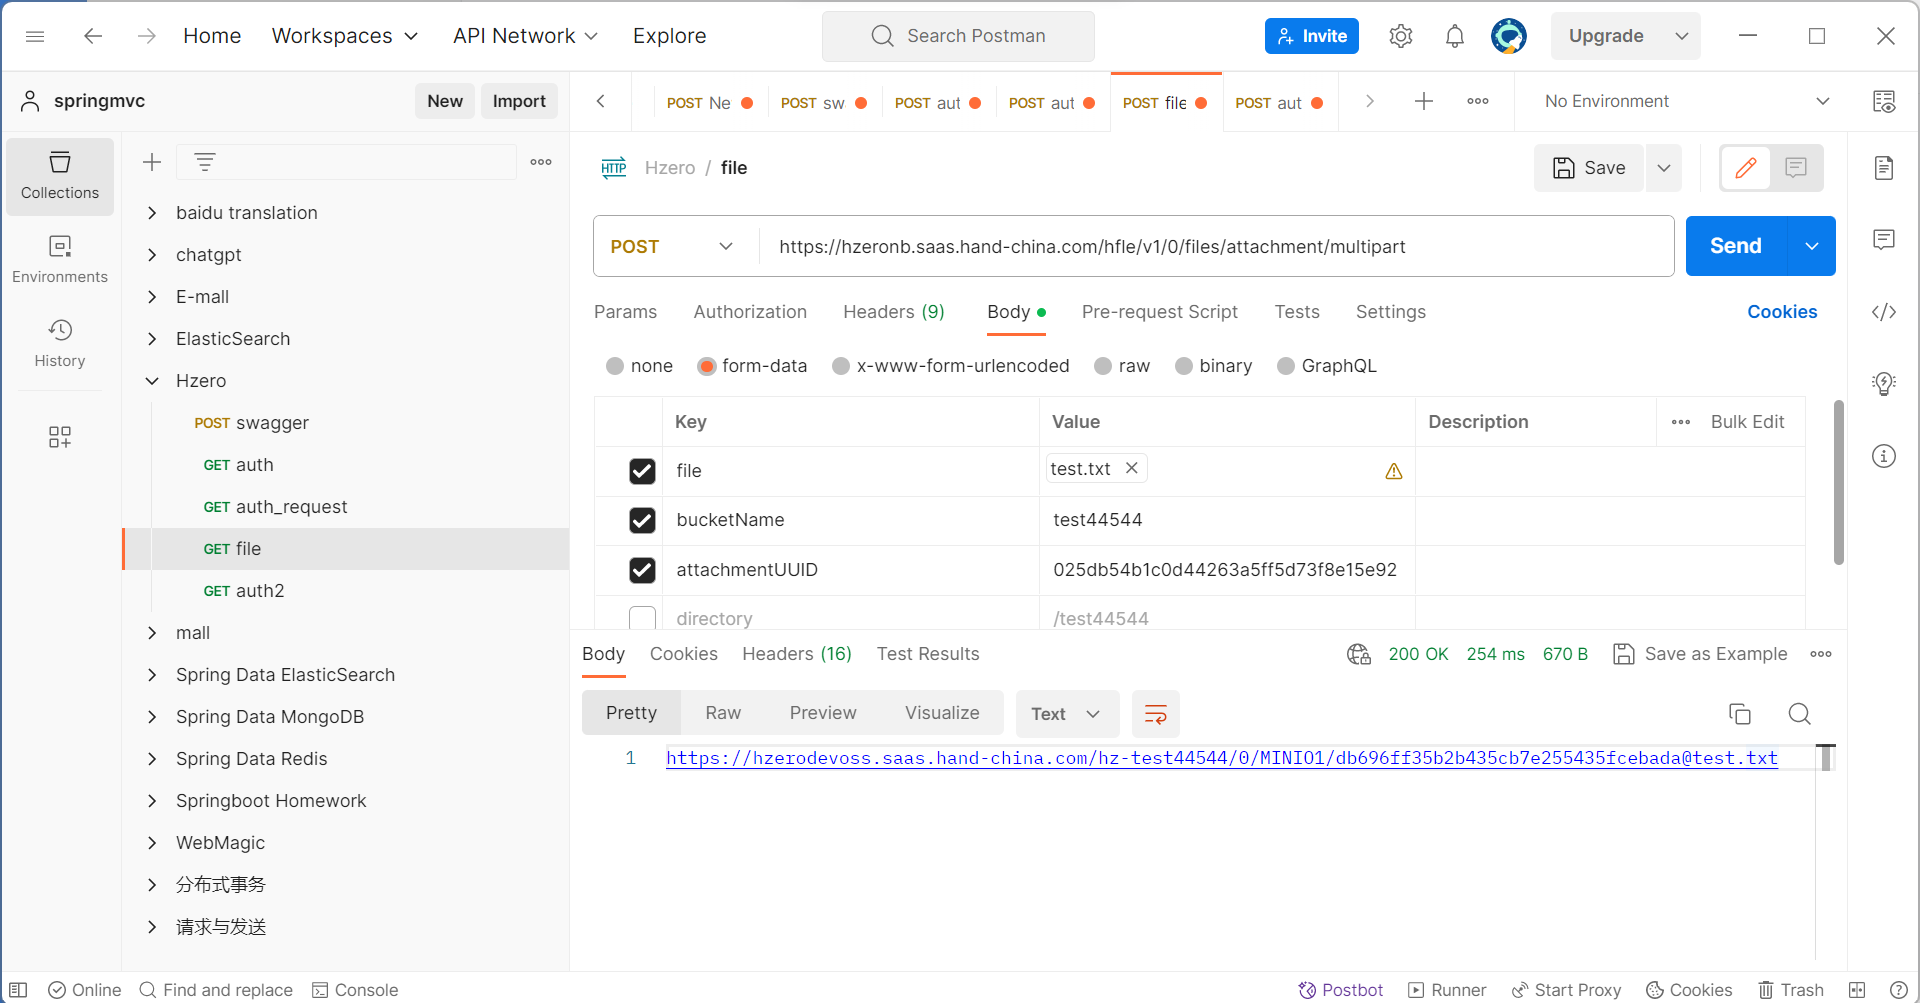 Home Workspaces API Network Explore Search Postman Invite Upgrade
springmvc New Import POST Ne POST sw POST aut POST aut POST file POST aut No Environment
Collections
Environments
History
baidu translation
chatgpt
E-mall
ElasticSearch
Hzero
POST swagger
GET auth
GET auth_request
GET file
GET auth2
mall
Spring Data ElasticSearch
Spring Data MongoDB
Spring Data Redis
Springboot Homework
WebMagic
分布式事务
请求与发送
HTTP Hzero / file Save
POST https://hzeronb.saas.hand-china.com/hfle/v1/0/files/attachment/multipart Send
Params Authorization Headers (9) Body Pre-request Script Tests Settings Cookies
none form-data x-www-form-urlencoded raw binary GraphQL
Key Value Description Bulk Edit
file test.txt
bucketName test44544
attachmentUUID 025db54b1c0d44263a5ff5d73f8e15e92
directory /test44544
Body Cookies Headers (16) Test Results 200 OK 254 ms 670 B Save as Example
Pretty Raw Preview Visualize Text
1 https://hzerodevoss.saas.hand-china.com/hz-test44544/0/MINIO1/db696ff35b2b435cb7e255435fcebada@test.txt
Online Find and replace Console Postbot Runner Start Proxy Cookies Trash